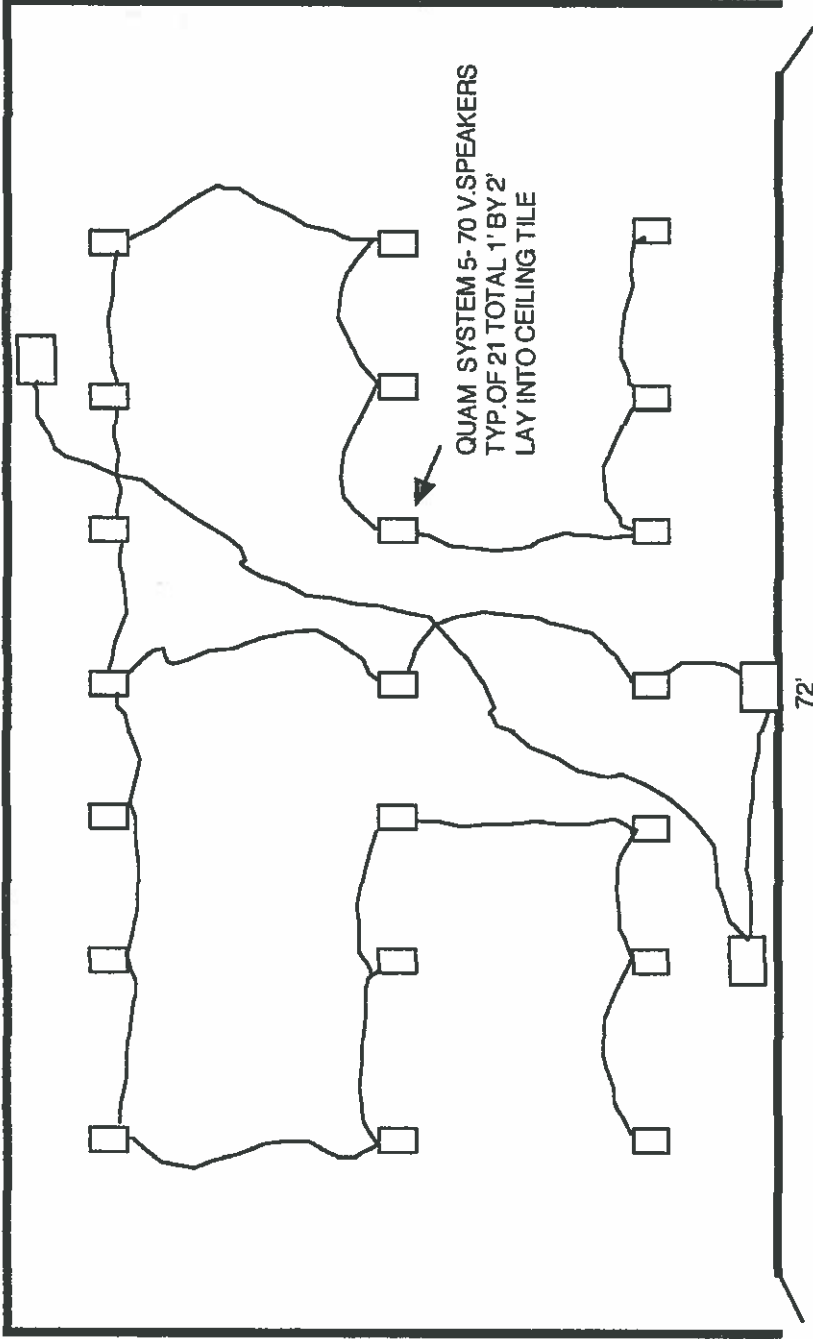 QUAM SYSTEM 5- 70 V.SPEAKERS
TYP.OF 21 TOTAL 1' BY 2'
LAY INTO CEILING TILE
72'